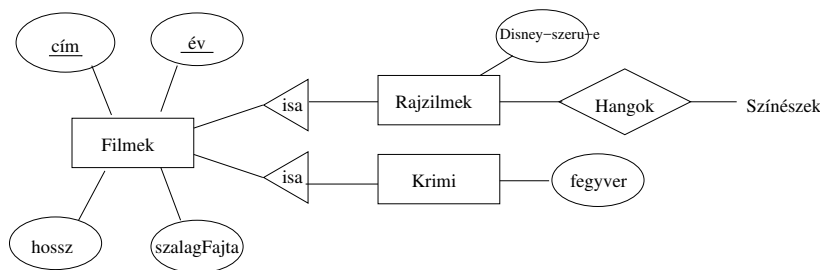 cím
év
Disney-szeru-e
isa
Rajzilmek
Hangok
Színészek
Filmek
isa
Krimi
fegyver
hossz
szalagFajta